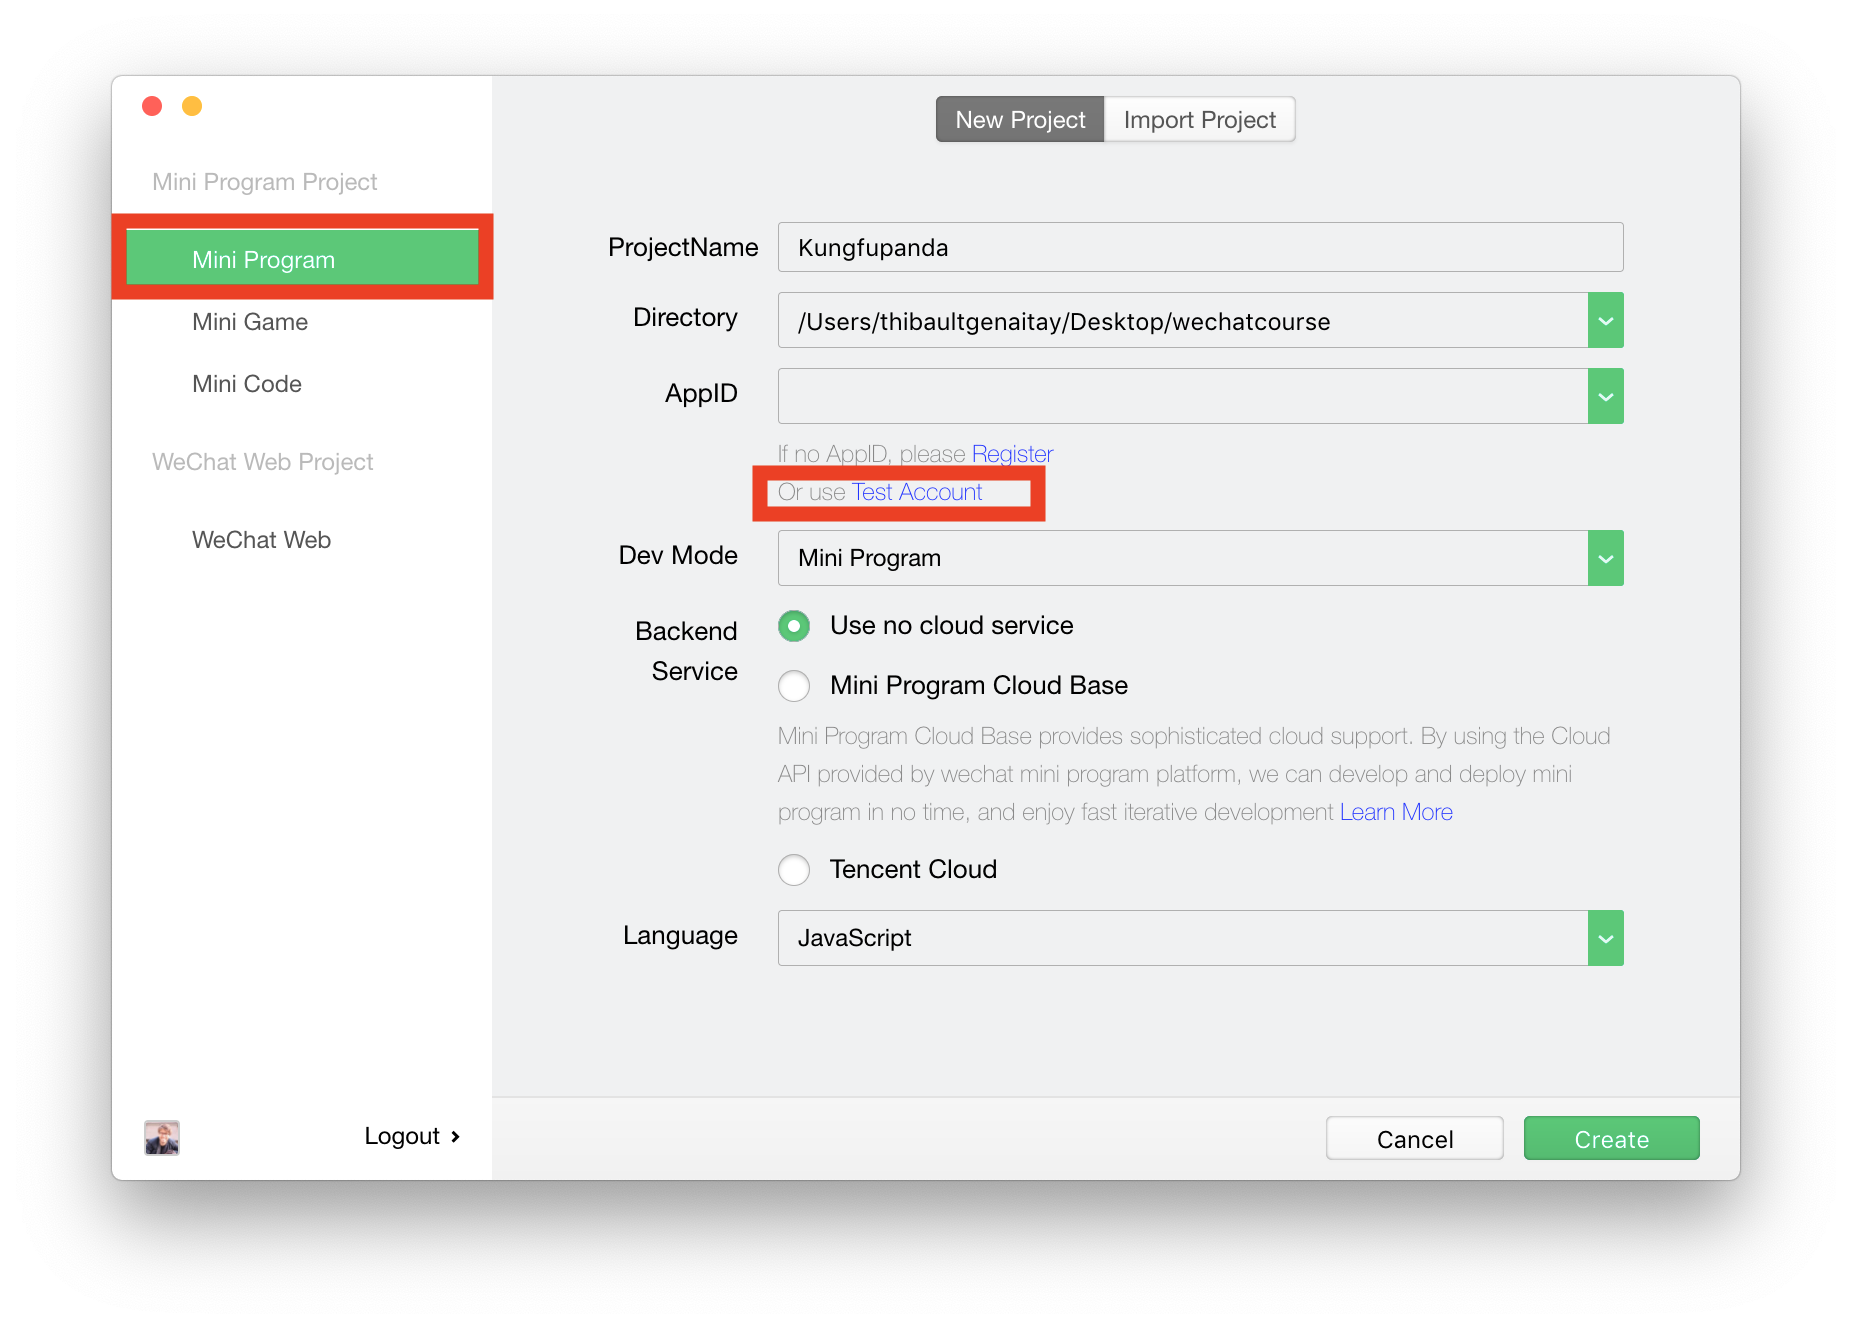 New Project
Import Project
Mini Program Project
Mini Program
Mini Game
Mini Code
WeChat Web Project
WeChat Web
Logout
ProjectName
Kungfupanda
Directory
/Users/thibaultgenaitay/Desktop/wechatcourse
AppID
If no AppID, please Register
Or use Test Account
Dev Mode
Mini Program
Backend
Service
Use no cloud service
Mini Program Cloud Base
Mini Program Cloud Base provides sophisticated cloud support. By using the Cloud
API provided by wechat mini program platform, we can develop and deploy mini
program in no time, and enjoy fast iterative development Learn More
Tencent Cloud
Language
JavaScript
Cancel
Create